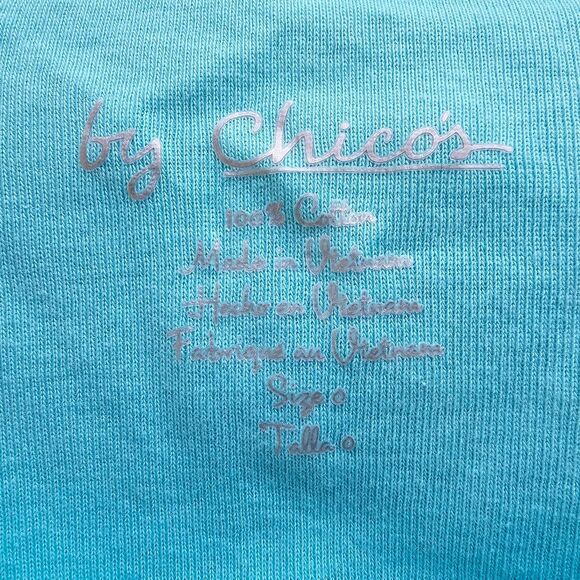 by Chico's
100% Cotton
Made in Vietnam
Hecho en Vietnam
Fabriqué au Vietnam
Size 0
Talla 0